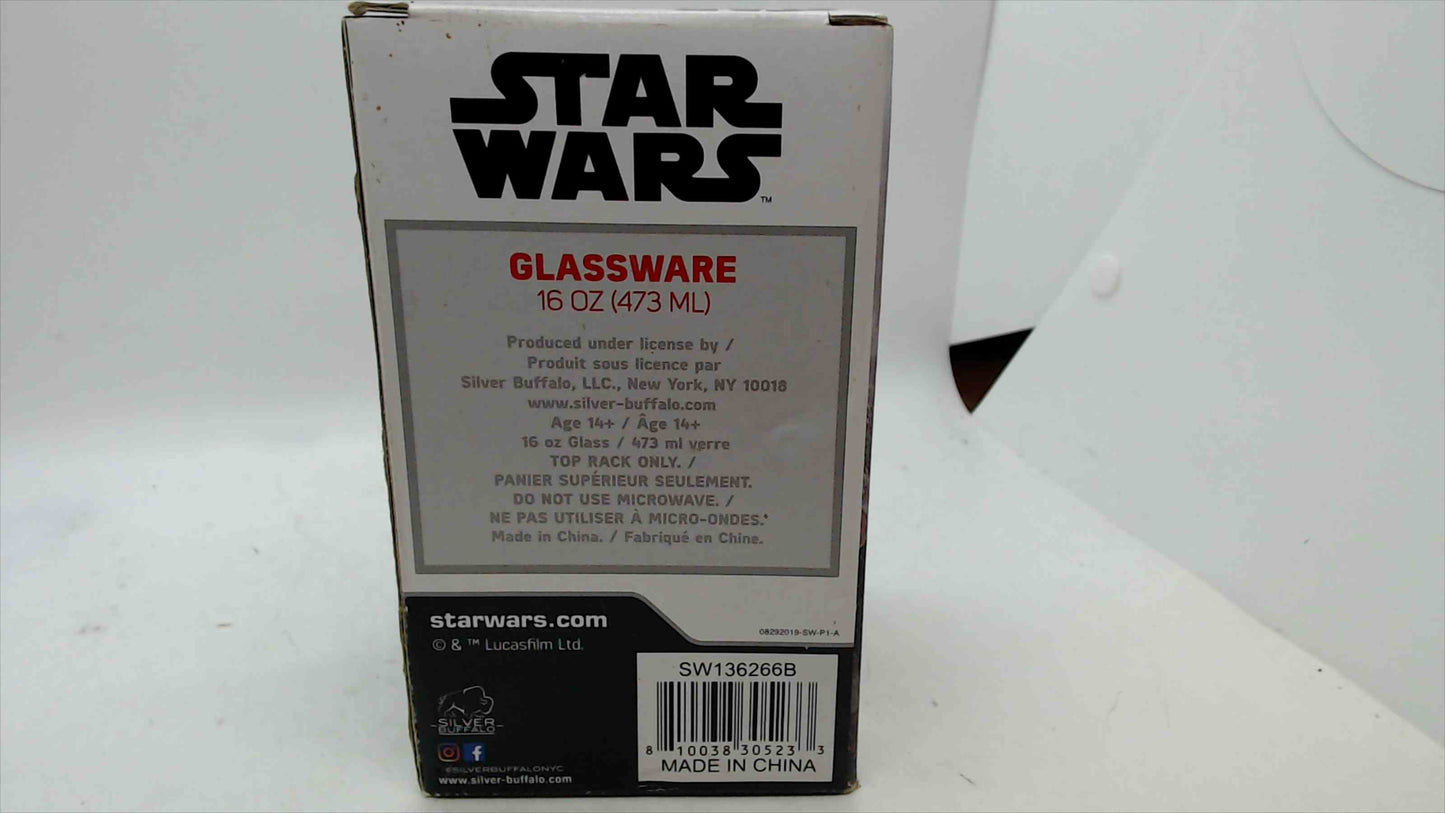 STAR
WARS™
GLASSWARE
16 OZ (473 ML)
Produced under license by /
Produit sous licence par
Silver Buffalo, LLC., New York, NY 10018
www.silver-buffalo.com
Age 14+ / Âge 14+
16 oz Glass / 473 ml verre
TOP RACK ONLY. /
PANIER SUPÉRIEUR SEULEMENT.
DO NOT USE MICROWAVE. /
NE PAS UTILISER À MICRO-ONDES.
Made in China. / Fabriqué en Chine.
starwars.com
© & ™ Lucasfilm Ltd.
08292019-SW-P1-A
SW136266B
8 10038 30523 3
MADE IN CHINA
SILVER
BUFFALO
@SILVERBUFFALONYC
www.silver-buffalo.com